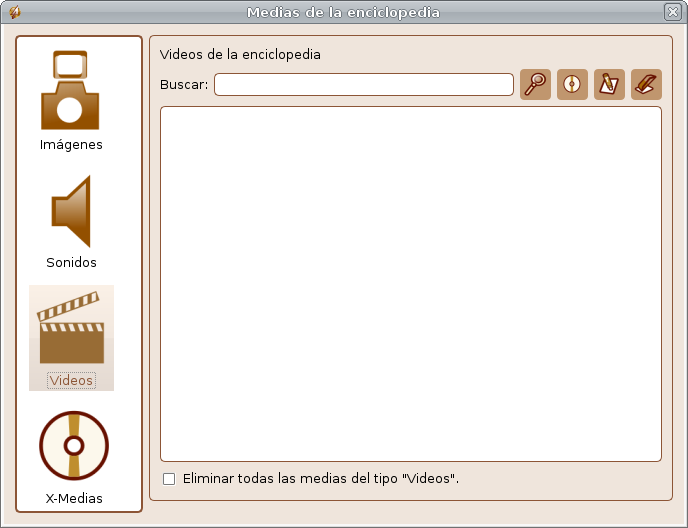 Medias de la enciclopedia
Imágenes
Sonidos
Videos
X-Medias
Videos de la enciclopedia
Buscar:
Eliminar todas las medias del tipo "Videos".